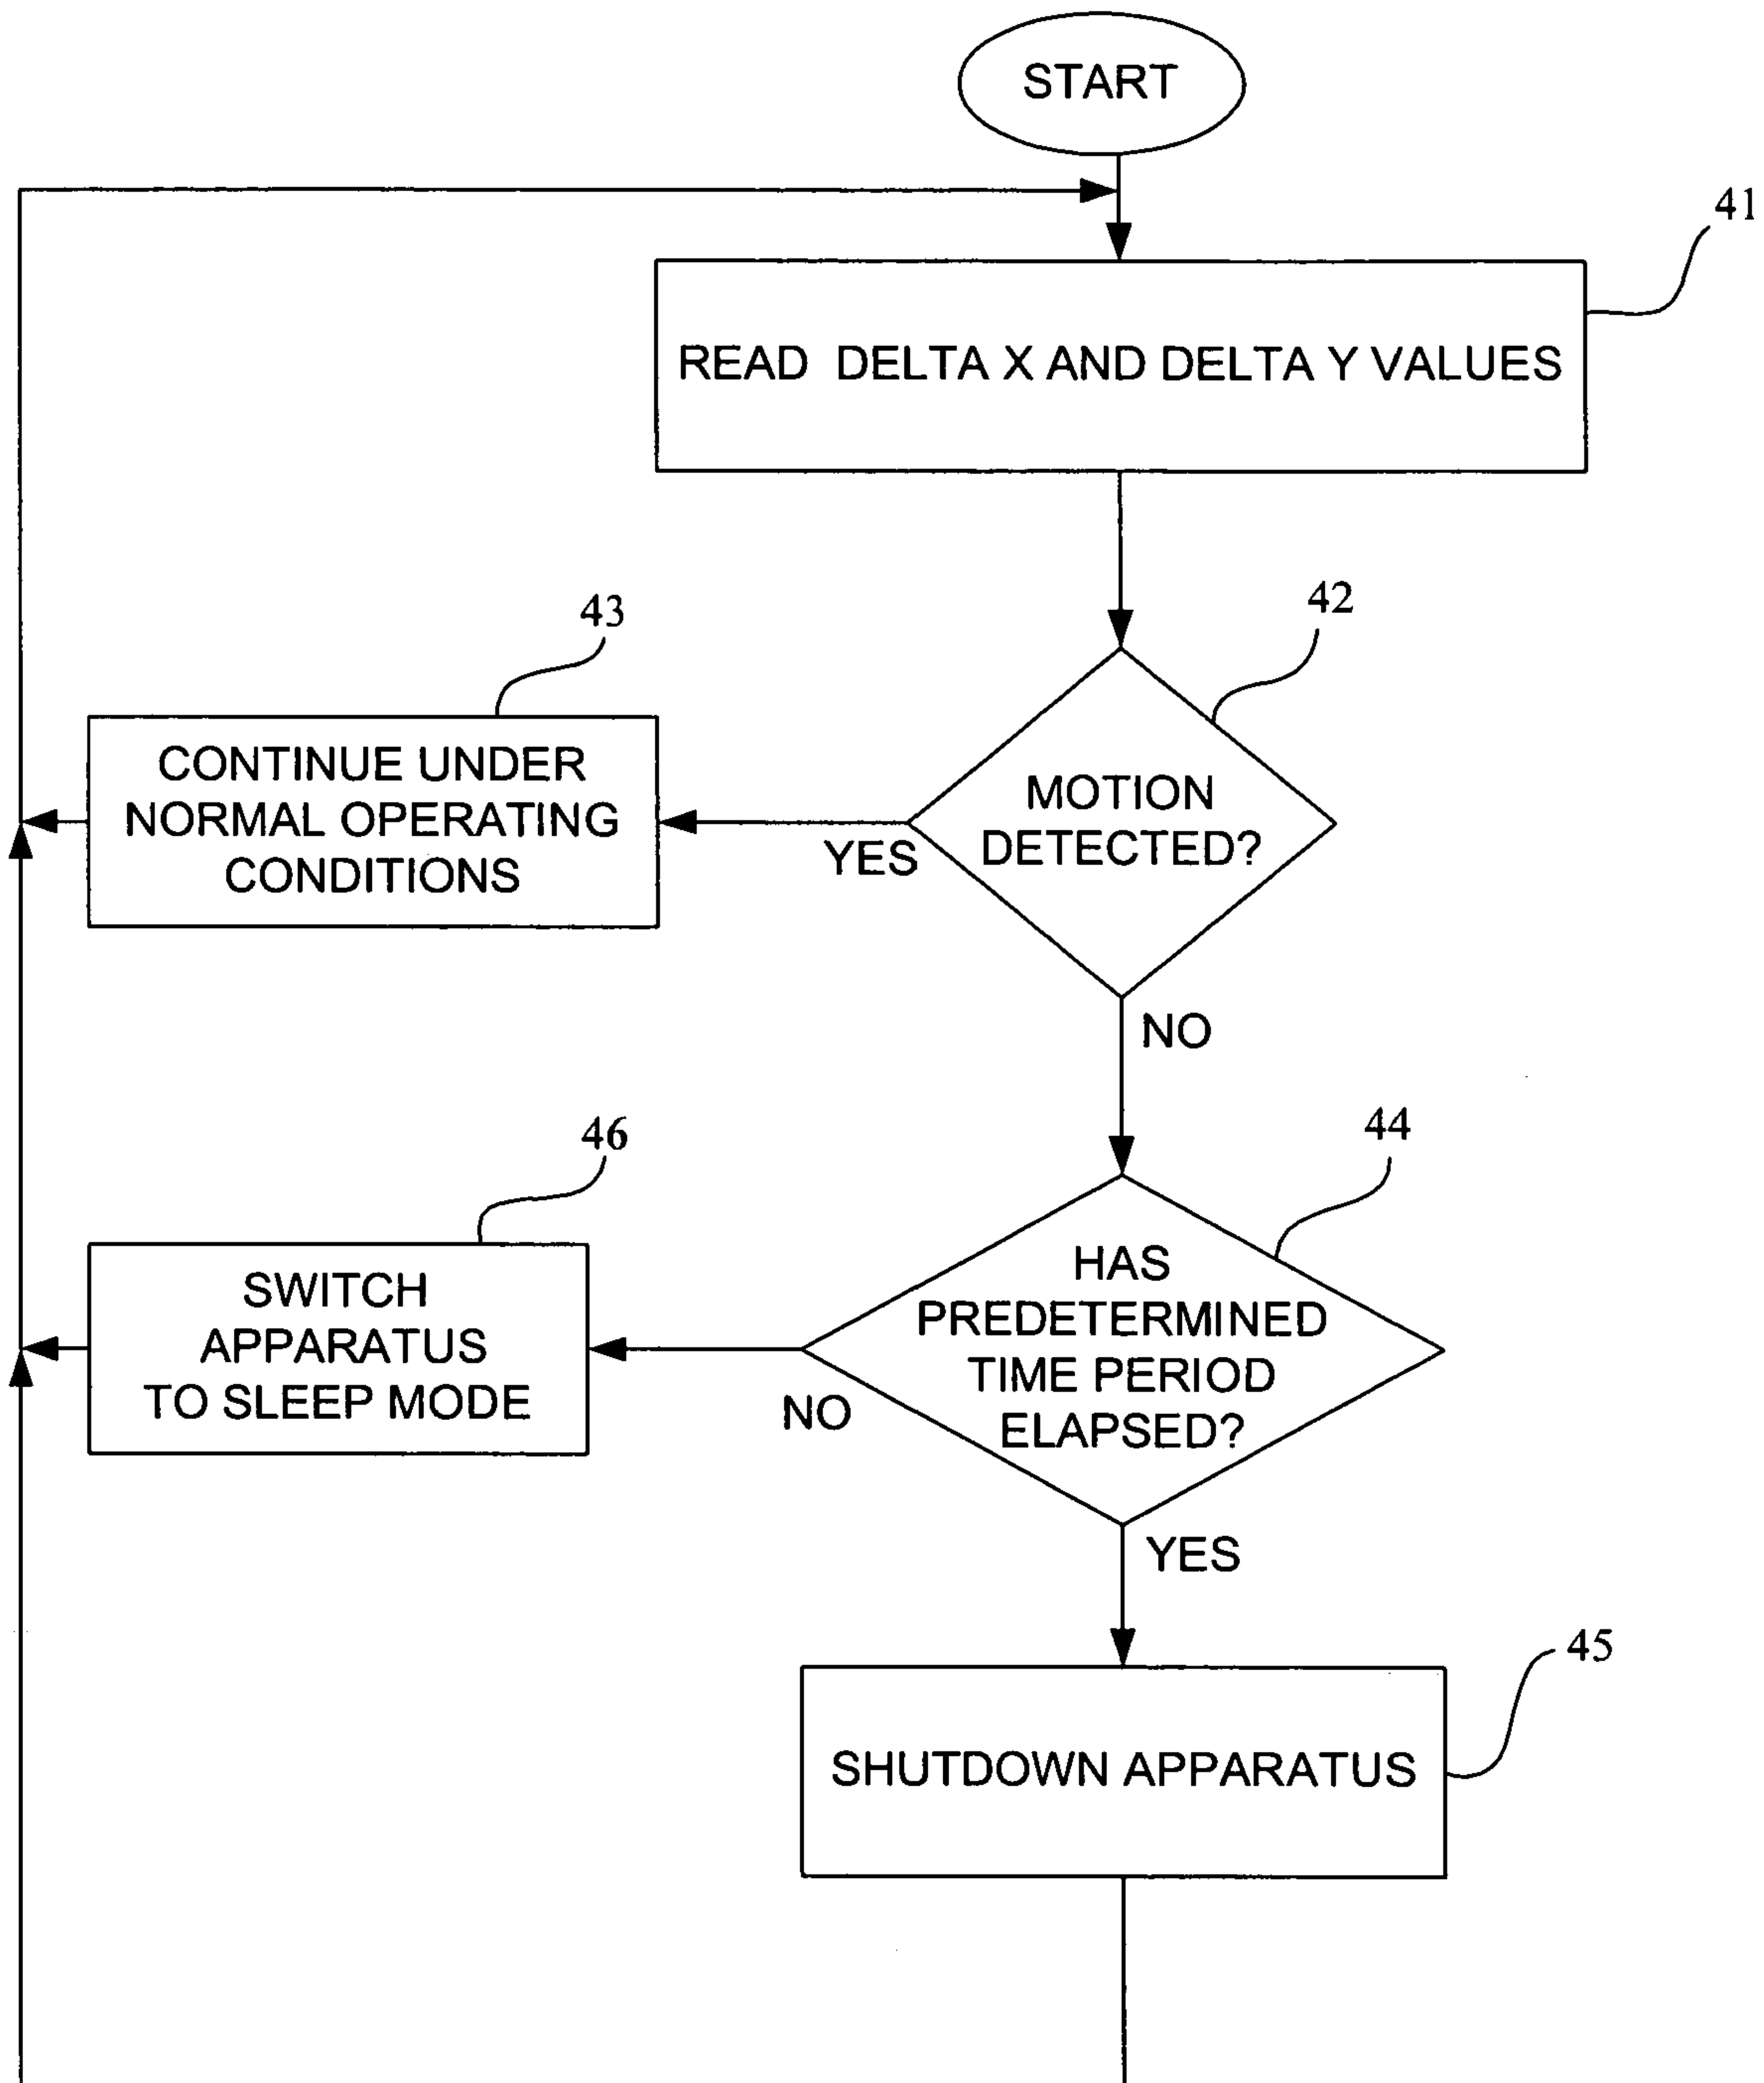 START
41
READ DELTA X AND DELTA Y VALUES
42
MOTION
DETECTED?
YES
43
CONTINUE UNDER
NORMAL OPERATING
CONDITIONS
NO
44
HAS
PREDETERMINED
TIME PERIOD
ELAPSED?
NO
46
SWITCH
APPARATUS
TO SLEEP MODE
YES
45
SHUTDOWN APPARATUS